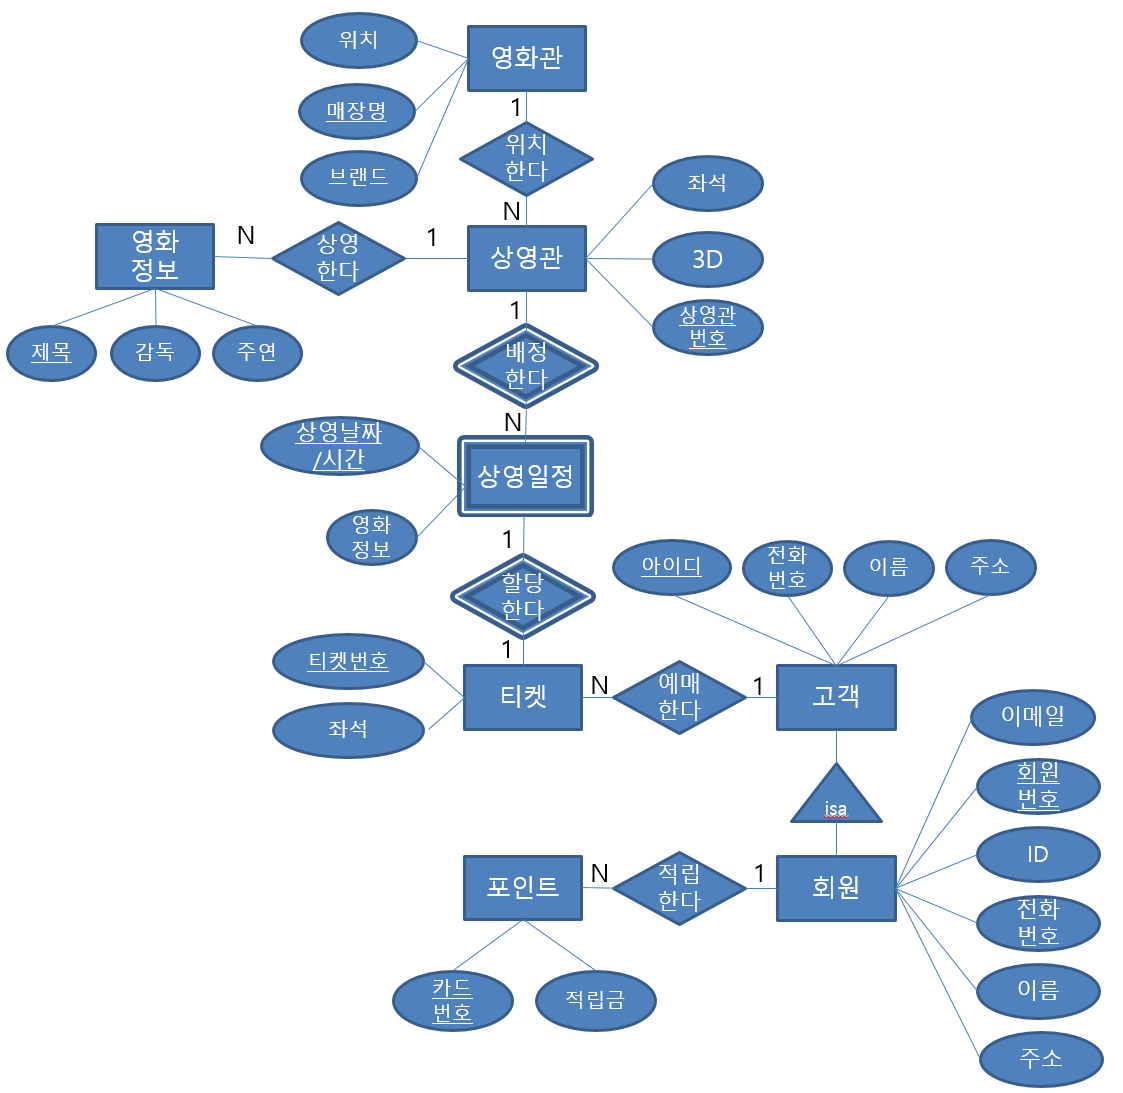 위치
영화관
매장명
1
브랜드
위치
한다
좌석
N
영화
정보
N
상영
한다
1
상영관
3D
제목
감독
주연
1
상영관
번호
배정
한다
N
상영날짜
/시간
상영일정
영화
정보
1
할당
한다
아이디
전화
번호
이름
주소
1
티켓번호
티켓
N
예매
한다
1
고객
좌석
이메일
회원
번호
isa
ID
포인트
N
적립
한다
1
회원
전화
번호
카드
번호
적립금
이름
주소